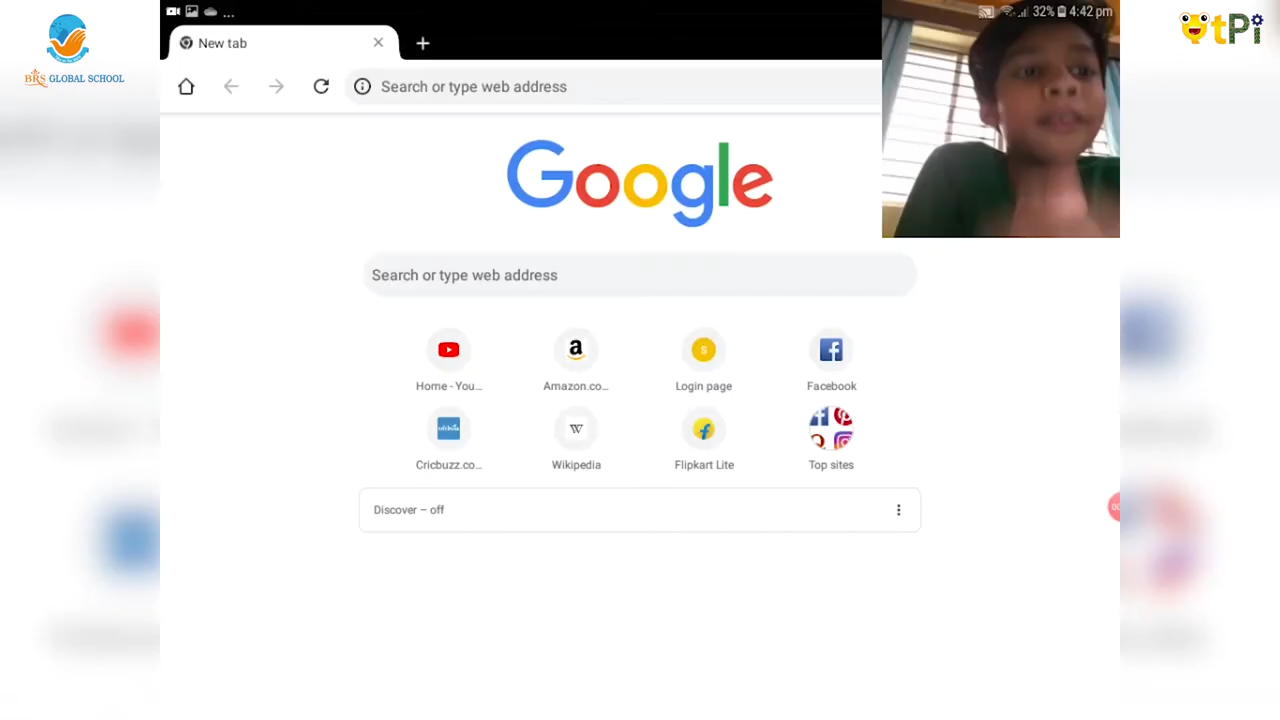 BRS GLOBAL SCHOOL
...
32% 4:42 pm
OtPi
New tab
Search or type web address
Google
Search or type web address
Home - You...
Amazon.co...
S
Login page
Facebook
Cricbuzz.co...
W
Wikipedia
Flipkart Lite
Top sites
Discover – off